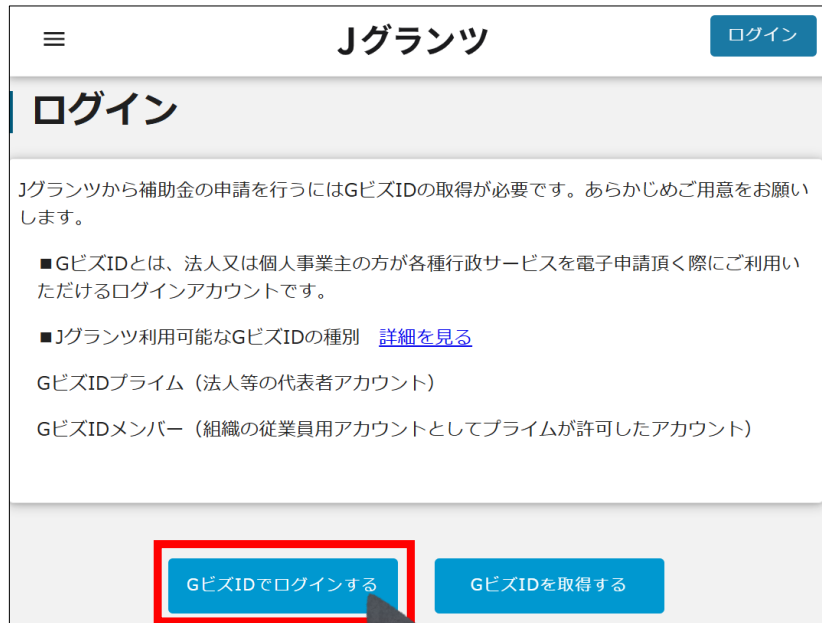 Jグランツ
ログイン
ログイン
Jグランツから補助金の申請を行うにはGビズIDの取得が必要です。あらかじめご用意をお願い
します。
■GビズIDとは、法人又は個人事業主の方が各種行政サービスを電子申請頂く際にご利用い
ただけるログインアカウントです。
■Jグランツ利用可能なGビズIDの種別　詳細を見る
GビズIDプライム（法人等の代表者アカウント）
GビズIDメンバー（組織の従業員用アカウントとしてプライムが許可したアカウント）
GビズIDでログインする
GビズIDを取得する